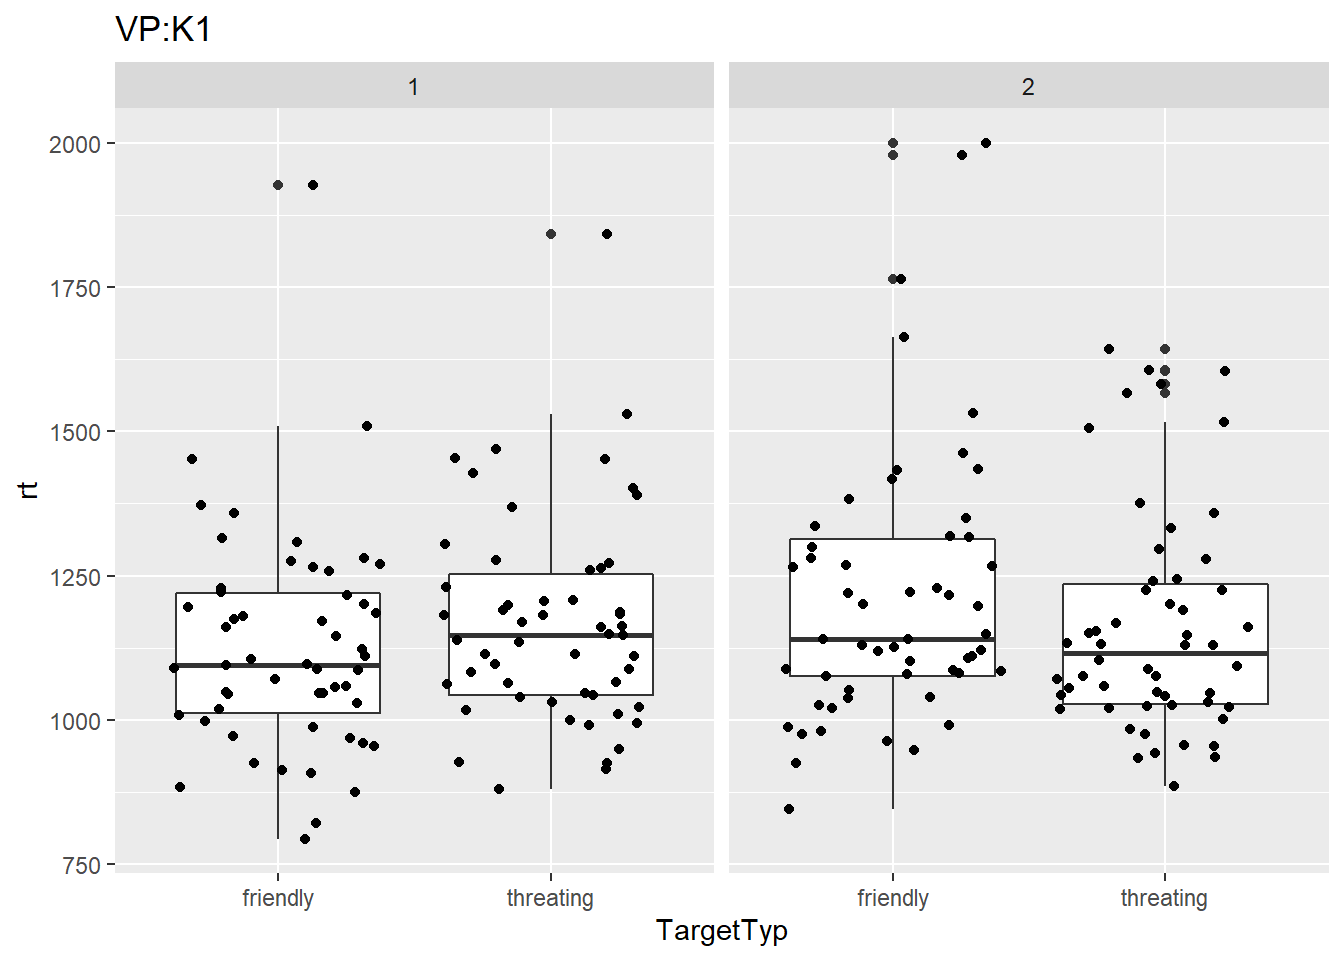 VP:K1
1
2
2000
1750
1500
1250
1000
750
rt
friendly
threating
friendly
threating
TargetTyp